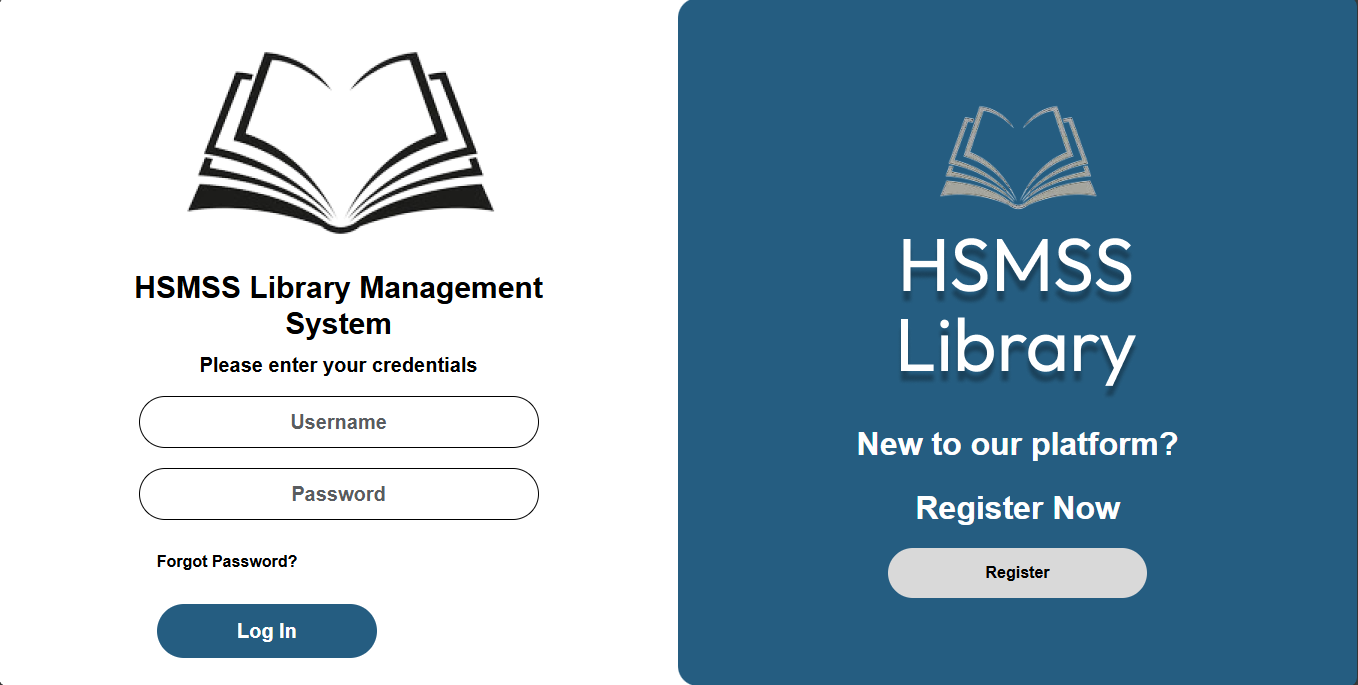 HSMSS Library Management
System
Please enter your credentials
Username
Password
Forgot Password?
Log In
HSMSS
Library
New to our platform?
Register Now
Register